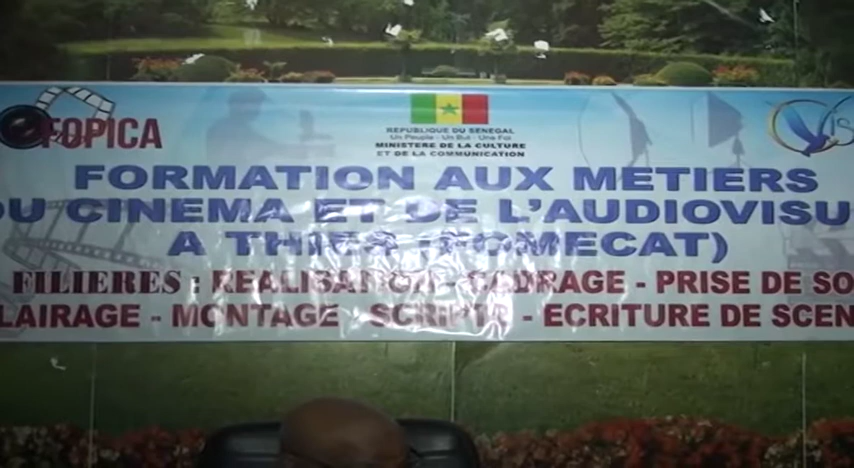 FOPICA
REPUBLIQUE DU SENEGAL
Un Peuple - Un But - Une Foi
MINISTERE DE LA CULTURE
ET DE LA COMMUNICATION
FORMATION AUX METIERS
DU CINEMA ET DE L'AUDIOVISU
A THIES (FOMECAT)
FILIERES : REALISATION - CADRAGE - PRISE DE SO
LAIRAGE - MONTAGE - SCRIPTE - ECRITURE DE SCEN